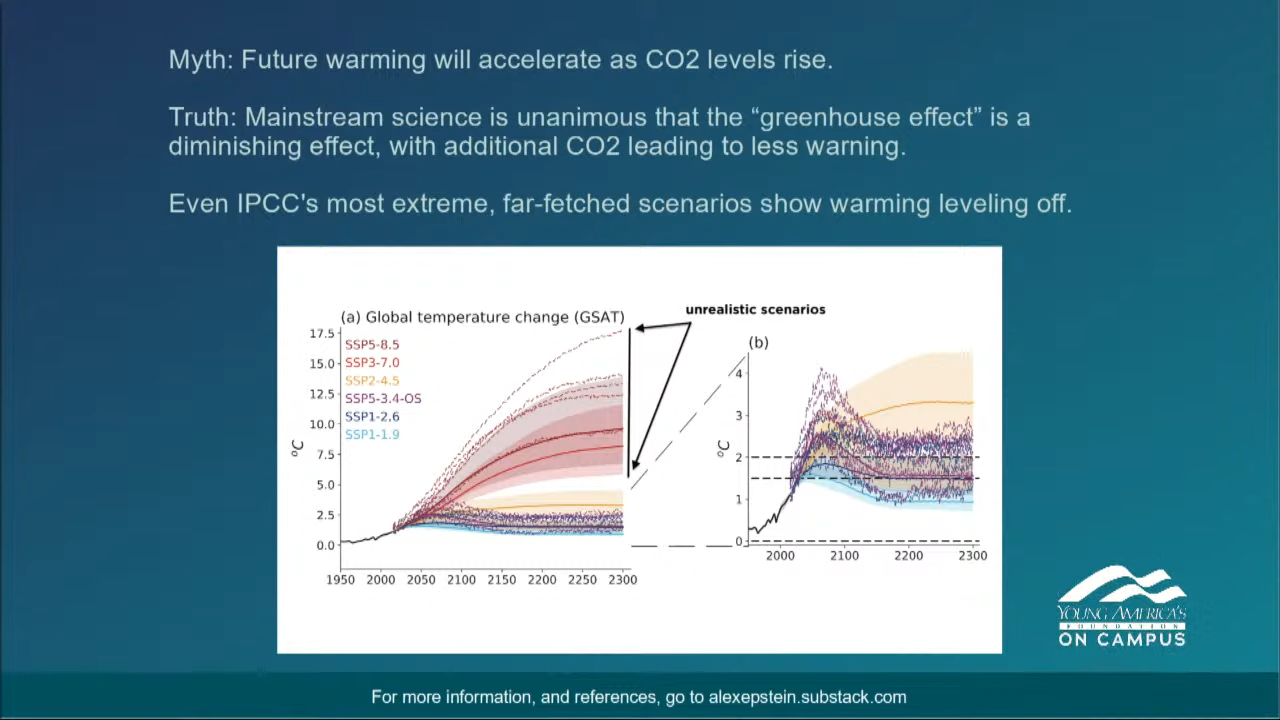 Myth: Future warming will accelerate as CO2 levels rise.
Truth: Mainstream science is unanimous that the “greenhouse effect” is a
diminishing effect, with additional CO2 leading to less warning.
Even IPCC's most extreme, far-fetched scenarios show warming leveling off.
unrealistic scenarios
(a) Global temperature change (GSAT)
17.5
15.0
12.5
10.0
7.5
5.0
2.5
0.0
°C
SSP5-8.5
SSP3-7.0
SSP2-4.5
SSP5-3.4-OS
SSP1-2.6
SSP1-1.9
1950 2000 2050 2100 2150 2200 2250 2300
(b)
4
3
2
1
0
°C
2000 2100 2200 2300
YOUNG AMERICA'S
FOUNDATION
ON CAMPUS
For more information, and references, go to alexepstein.substack.com